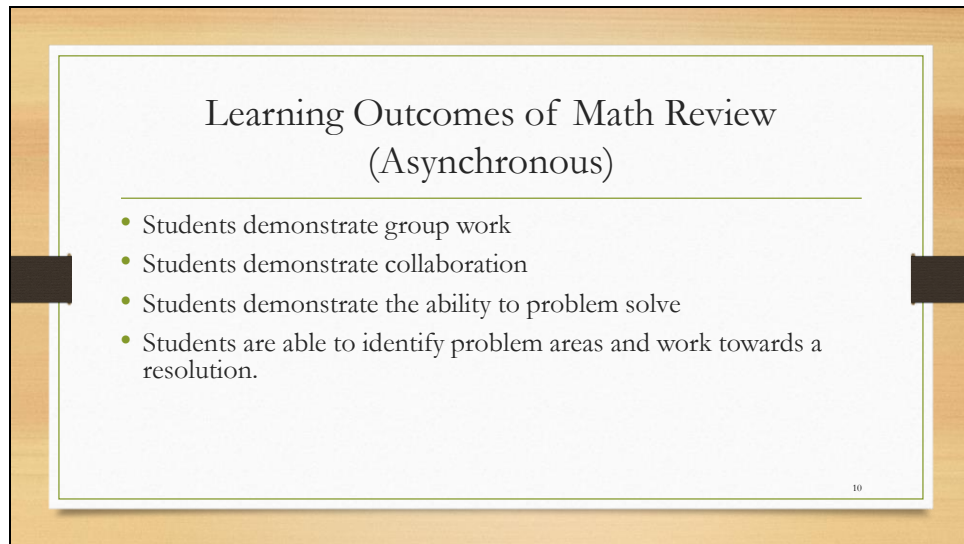 Learning Outcomes of Math Review
(Asynchronous)
• Students demonstrate group work
• Students demonstrate collaboration
• Students demonstrate the ability to problem solve
• Students are able to identify problem areas and work towards a
resolution.
10